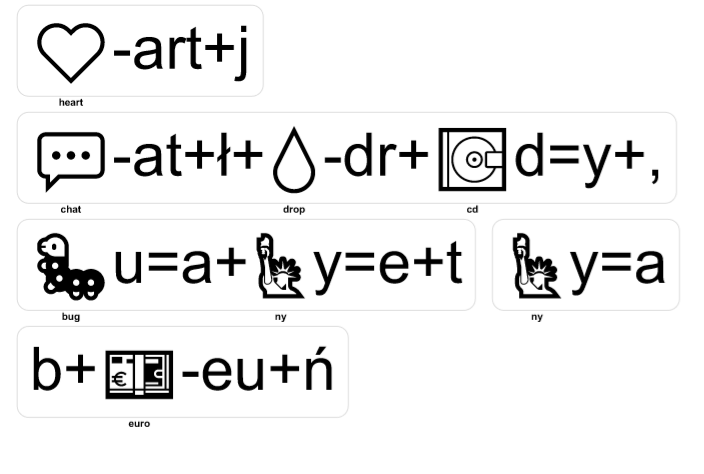 -art+j
heart
-at+ł+ -dr+ d=y+,
chat drop cd
u=a+ y=e+t y=a
bug ny ny
b+ -eu+ń
euro